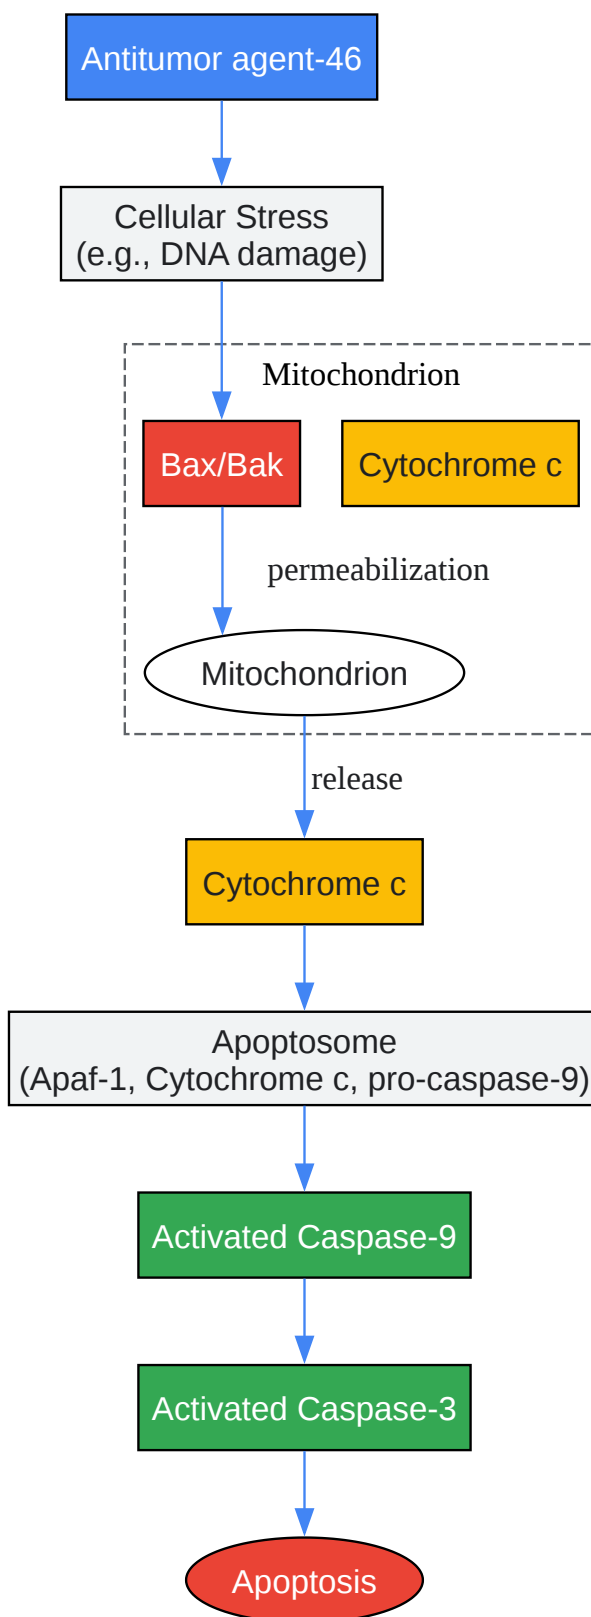 Antitumor agent-46
Cellular Stress
(e.g., DNA damage)
Mitochondrion
Bax/Bak
Cytochrome c
permeabilization
Mitochondrion
release
Cytochrome c
Apoptosome
(Apaf-1, Cytochrome c, pro-caspase-9)
Activated Caspase-9
Activated Caspase-3
Apoptosis